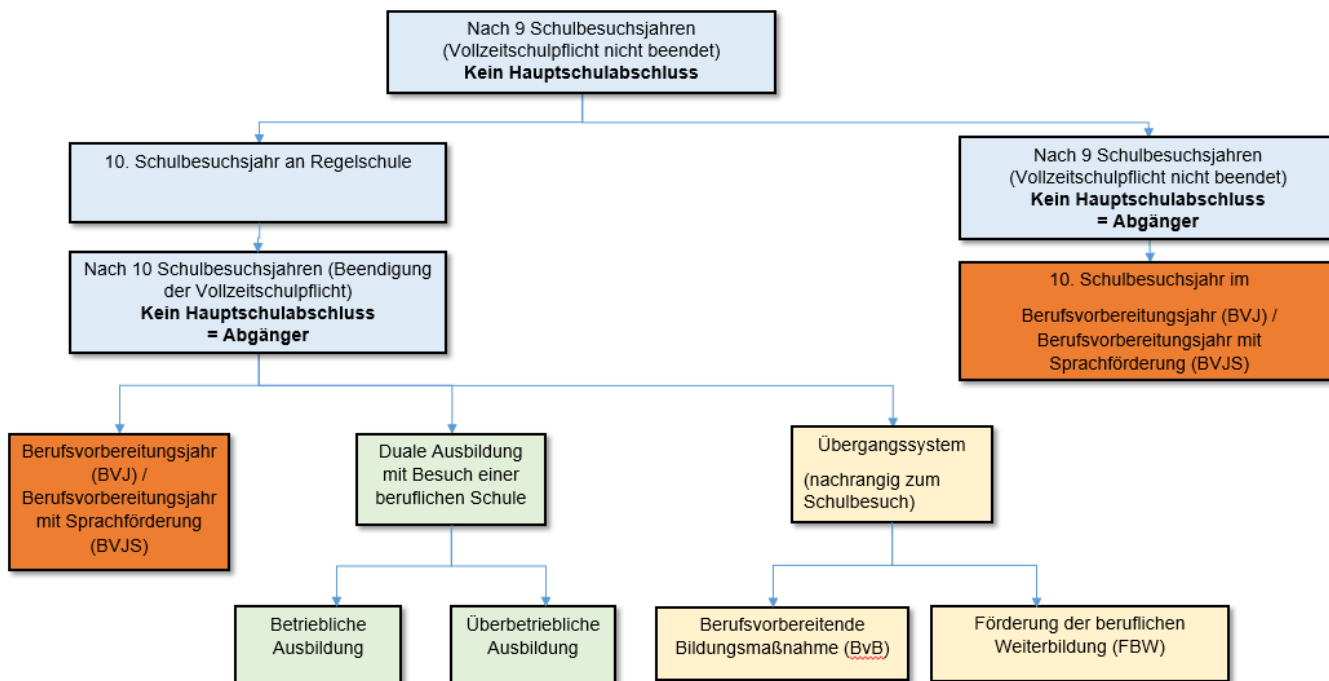 Nach 9 Schulbesuchsjahren
(Vollzeitschulpflicht nicht beendet)
Kein Hauptschulabschluss
10. Schulbesuchsjahr an Regelschule
Nach 9 Schulbesuchsjahren
(Vollzeitschulpflicht nicht beendet)
Kein Hauptschulabschluss
= Abgänger
Nach 10 Schulbesuchsjahren (Beendigung
der Vollzeitschulpflicht)
Kein Hauptschulabschluss
= Abgänger
10. Schulbesuchsjahr im
Berufsvorbereitungsjahr (BVJ) /
Berufsvorbereitungsjahr mit
Sprachförderung (BVJS)
Berufsvorbereitungsjahr
(BVJ) /
Berufsvorbereitungsjahr
mit Sprachförderung
(BVJS)
Duale Ausbildung
mit Besuch einer
beruflichen Schule
Übergangssystem
(nachrangig zum
Schulbesuch)
Betriebliche
Ausbildung
Überbetriebliche
Ausbildung
Berufsvorbereitende
Bildungsmaßnahme (BvB)
Förderung der beruflichen
Weiterbildung (FBW)